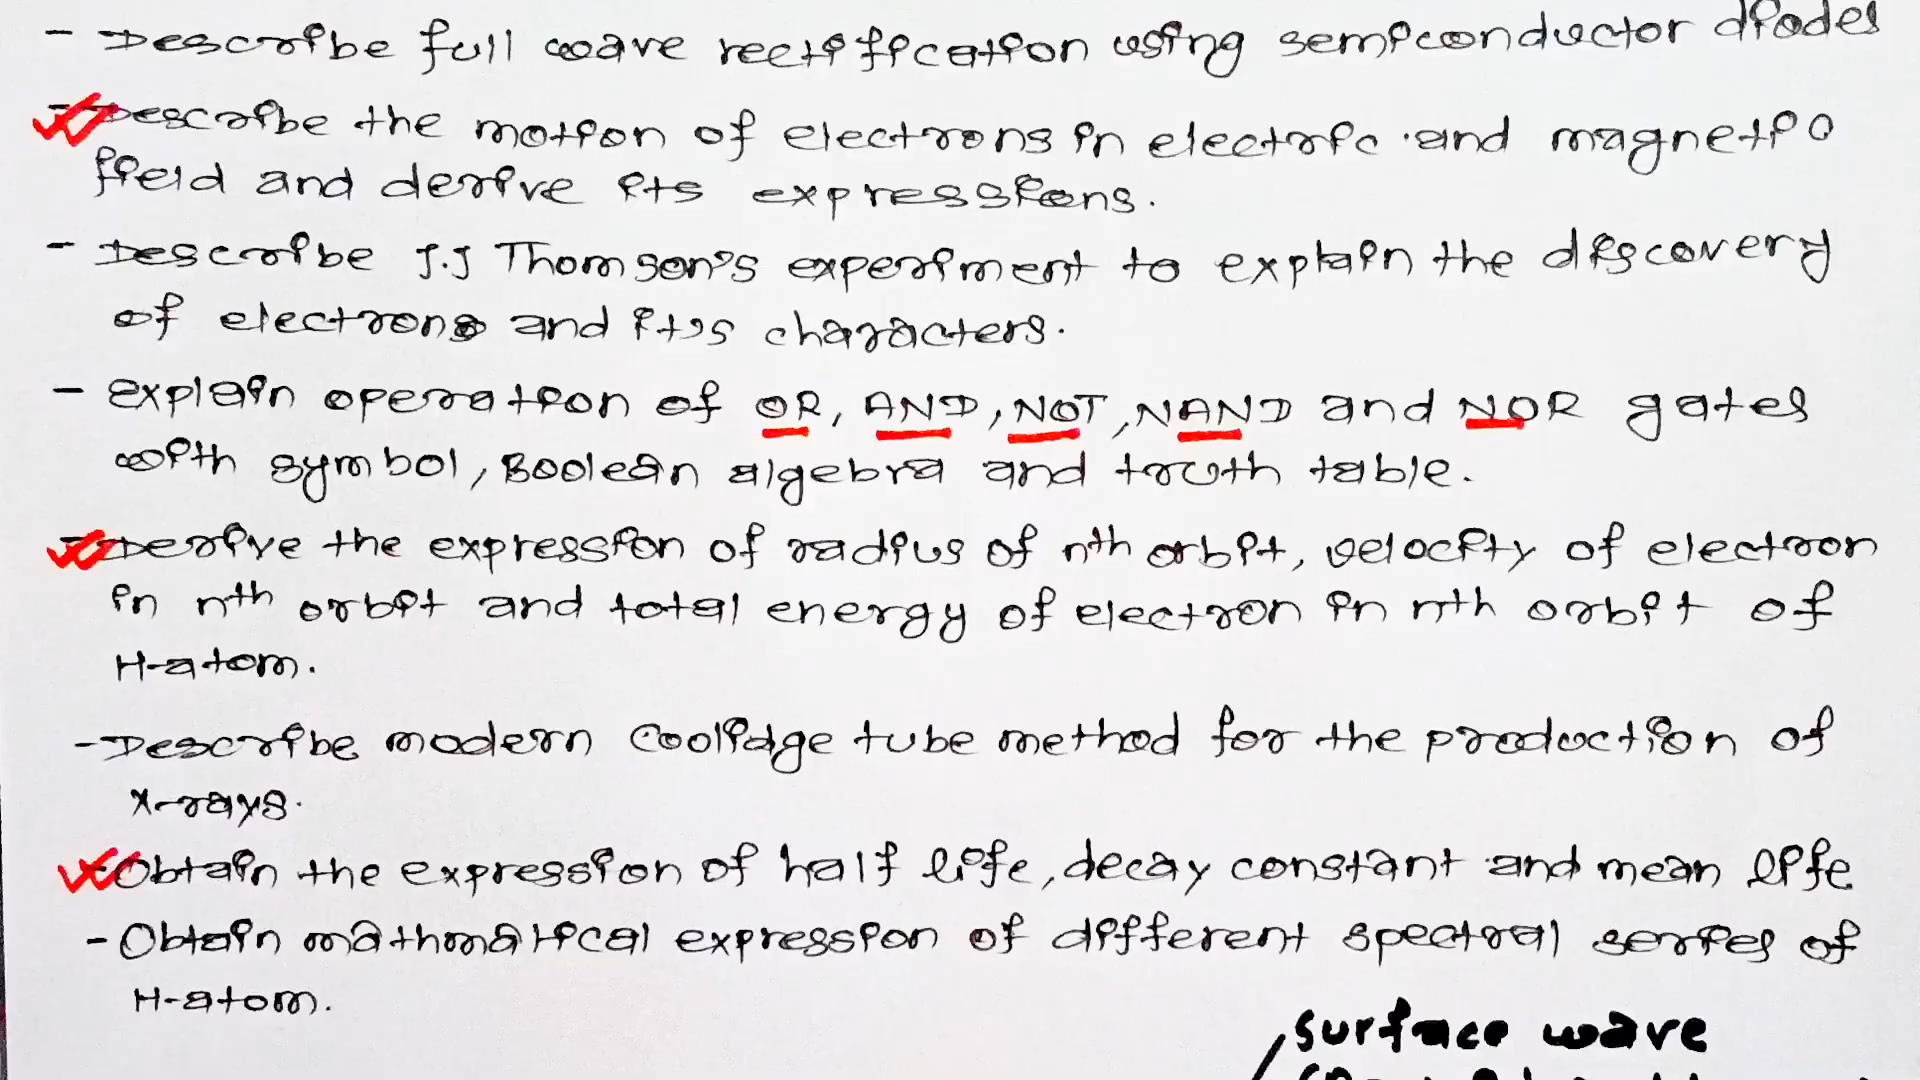 - Describe full wave rectification using semiconductor diodes
- Describe the motion of electrons in electric and magnetic
field and derive its expressions.
- Describe J.J Thomson's experiment to explain the discovery
of electrons and it's characters.
- explain operation of OR, AND, NOT, NAND and NOR gates
with symbol, Boolean algebra and truth table.
- Derive the expression of radius of nth orbit, velocity of electron
in nth orbit and total energy of electron in nth orbit of
H-atom.
- Describe modern Coolidge tube method for the production of
X-rays.
- Obtain the expression of half life, decay constant and mean life
- Obtain mathmatical expression of different spectral series of
H-atom.
surface wave